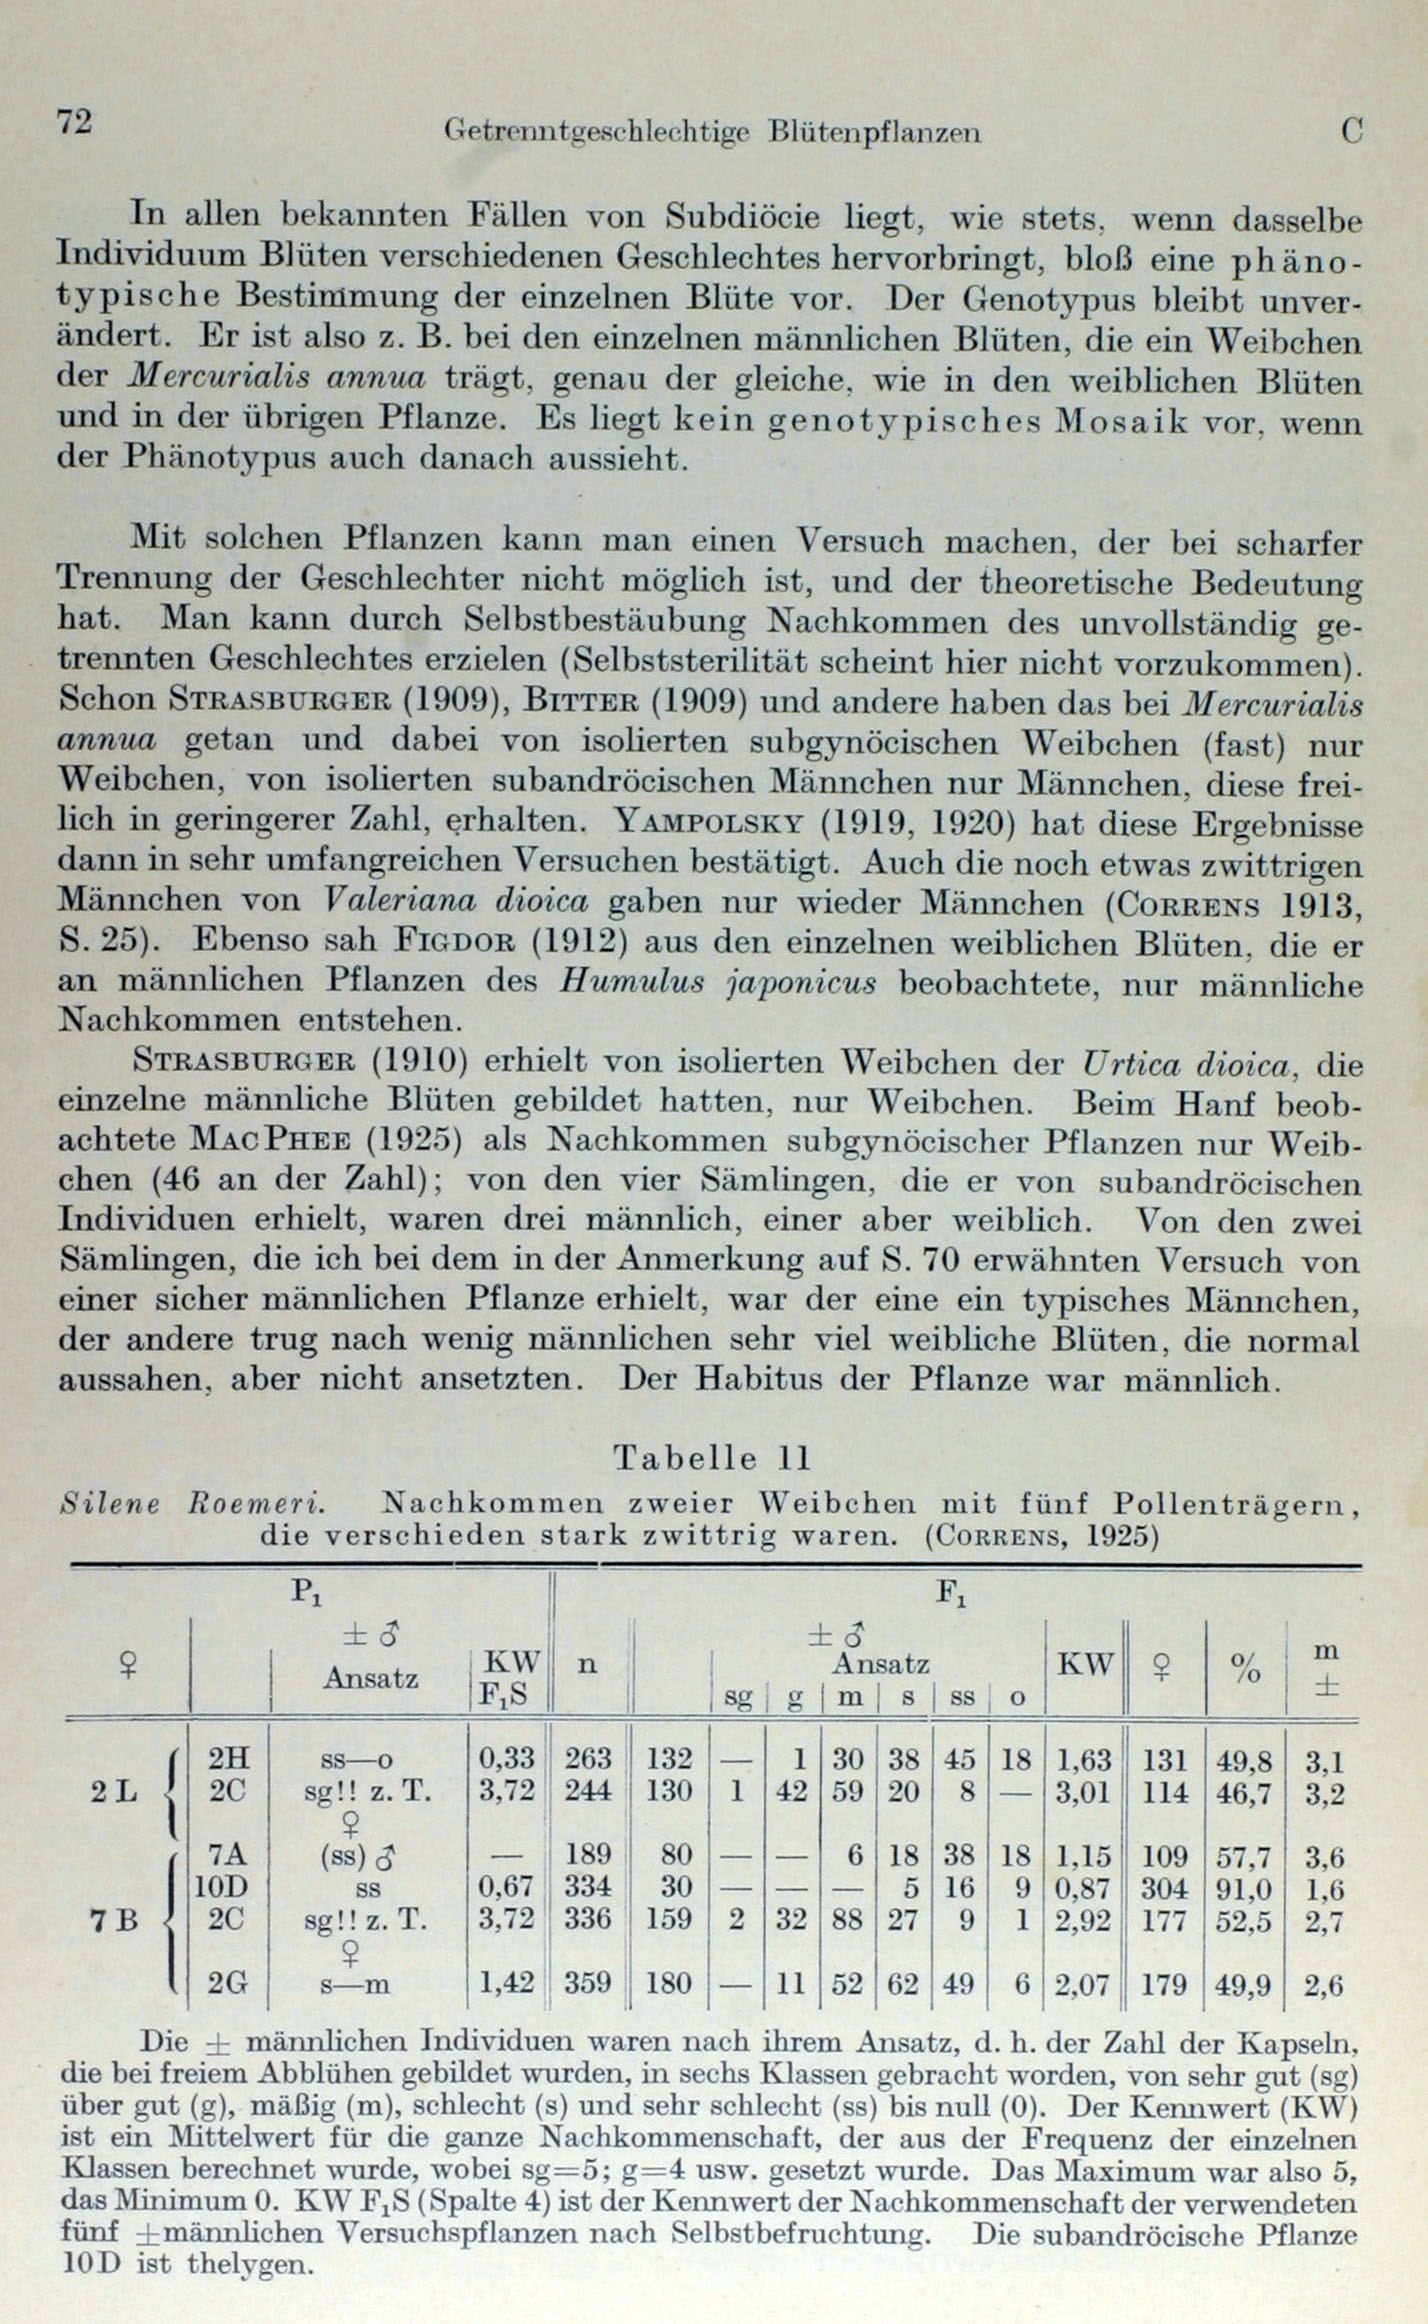 72 Getrenntgeschlechtige Blütenpflanzen C
In allen bekannten Fällen von Subdiöcie liegt, wie stets, wenn dasselbe
Individuum Blüten verschiedenen Geschlechtes hervorbringt, bloß eine phäno-
typische Bestimmung der einzelnen Blüte vor. Der Genotypus bleibt unver-
ändert. Er ist also z. B. bei den einzelnen männlichen Blüten, die ein Weibchen
der Mercurialis annua trägt, genau der gleiche, wie in den weiblichen Blüten
und in der übrigen Pflanze. Es liegt kein genotypisches Mosaik vor, wenn
der Phänotypus auch danach aussieht.
Mit solchen Pflanzen kann man einen Versuch machen, der bei scharfer
Trennung der Geschlechter nicht möglich ist, und der theoretische Bedeutung
hat. Man kann durch Selbstbestäubung Nachkommen des unvollständig ge-
trennten Geschlechtes erzielen (Selbststerilität scheint hier nicht vorzukommen).
Schon STRASBURGER (1909), BITTER (1909) und andere haben das bei Mercurialis
annua getan und dabei von isolierten subgynöcischen Weibchen (fast) nur
Weibchen, von isolierten subandröcischen Männchen nur Männchen, diese frei-
lich in geringerer Zahl, erhalten. YAMPOLSKY (1919, 1920) hat diese Ergebnisse
dann in sehr umfangreichen Versuchen bestätigt. Auch die noch etwas zwittrigen
Männchen von Valeriana dioica gaben nur wieder Männchen (CORRENS 1913,
S. 25). Ebenso sah FIGDOR (1912) aus den einzelnen weiblichen Blüten, die er
an männlichen Pflanzen des Humulus japonicus beobachtete, nur männliche
Nachkommen entstehen.
STRASBURGER (1910) erhielt von isolierten Weibchen der Urtica dioica, die
einzelne männliche Blüten gebildet hatten, nur Weibchen. Beim Hanf beob-
achtete MACPHEE (1925) als Nachkommen subgynöcischer Pflanzen nur Weib-
chen (46 an der Zahl); von den vier Sämlingen, die er von subandröcischen
Individuen erhielt, waren drei männlich, einer aber weiblich. Von den zwei
Sämlingen, die ich bei dem in der Anmerkung auf S. 70 erwähnten Versuch von
einer sicher männlichen Pflanze erhielt, war der eine ein typisches Männchen,
der andere trug nach wenig männlichen sehr viel weibliche Blüten, die normal
aussahen, aber nicht ansetzten. Der Habitus der Pflanze war männlich.
Tabelle 11
Silene Roemeri. Nachkommen zweier Weibchen mit fünf Pollenträgern,
die verschieden stark zwittrig waren. (CORRENS, 1925)
P₁ F₁
± ♂ ± ♂
♀ Ansatz KW F₁S n Ansatz KW ♀ % m ±
sg g m s ss o
2H ss—o 0,33 263 132 — 1 30 38 45 18 1,63 131 49,8 3,1
2 L 2C sg!! z. T. 3,72 244 130 1 42 59 20 8 — 3,01 114 46,7 3,2
♀
7A (ss) ♂ — 189 80 — — 6 18 38 18 1,15 109 57,7 3,6
10D ss 0,67 334 30 — — — 5 16 9 0,87 304 91,0 1,6
7 B 2C sg!! z. T. 3,72 336 159 2 32 88 27 9 1 2,92 177 52,5 2,7
♀
2G s—m 1,42 359 180 — 11 52 62 49 6 2,07 179 49,9 2,6
Die ± männlichen Individuen waren nach ihrem Ansatz, d. h. der Zahl der Kapseln,
die bei freiem Abblühen gebildet wurden, in sechs Klassen gebracht worden, von sehr gut (sg)
über gut (g), mäßig (m), schlecht (s) und sehr schlecht (ss) bis null (0). Der Kennwert (KW)
ist ein Mittelwert für die ganze Nachkommenschaft, der aus der Frequenz der einzelnen
Klassen berechnet wurde, wobei sg=5; g=4 usw. gesetzt wurde. Das Maximum war also 5,
das Minimum 0. KW F₁S (Spalte 4) ist der Kennwert der Nachkommenschaft der verwendeten
fünf ±männlichen Versuchspflanzen nach Selbstbefruchtung. Die subandröcische Pflanze
10D ist thelygen.